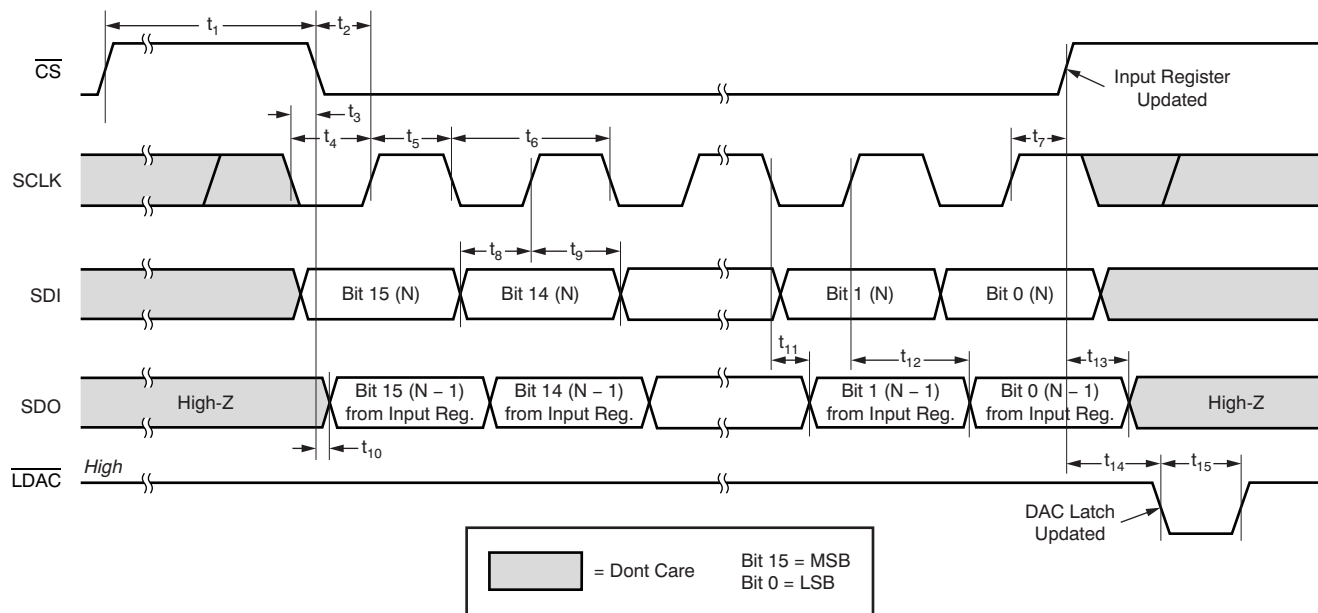 t1
t2
CS
Input Register
Updated
t3
t4
t5
t6
t7
SCLK
t8
t9
SDI
Bit 15 (N)
Bit 14 (N)
Bit 1 (N)
Bit 0 (N)
t11
t12
t13
SDO
High-Z
Bit 15 (N − 1)
from Input Reg.
Bit 14 (N − 1)
from Input Reg.
Bit 1 (N−1)
from Input Reg.
Bit 0 (N−1)
from Input Reg.
High-Z
t10
High
LDAC
t14
t15
DAC Latch
Updated
= Dont Care
Bit 15 = MSB
Bit 0 = LSB